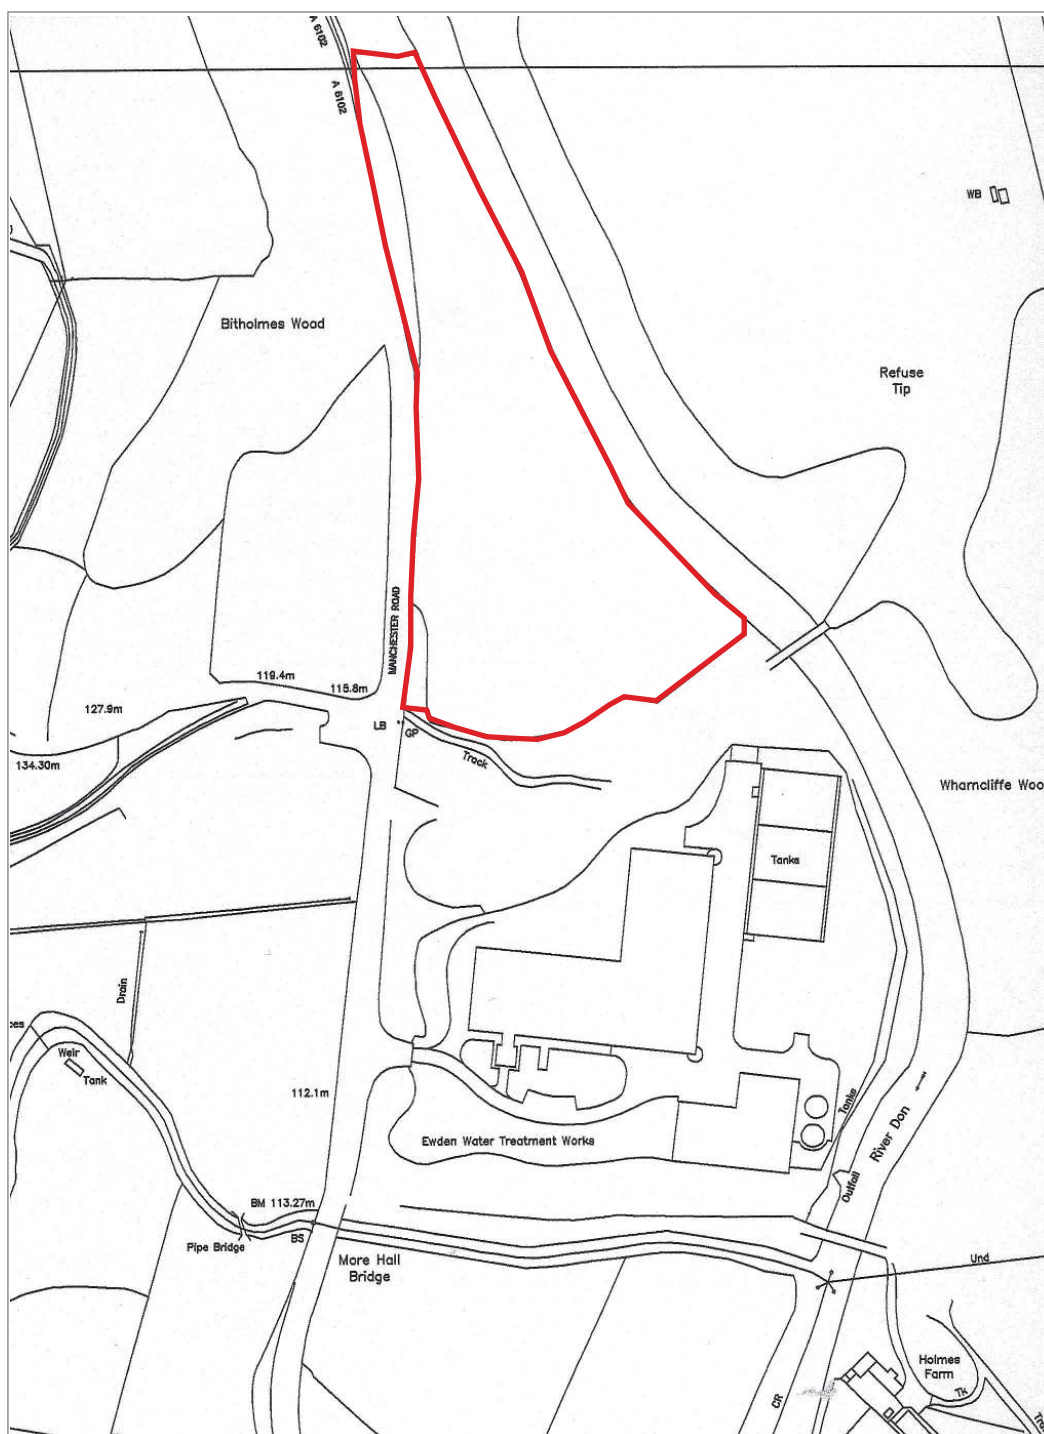 A 6102
A 6102
WB
Bitholmes Wood
Refuse
Tip
MANCHESTER ROAD
119.4m
115.8m
127.9m
LB
GP
134.30m
Track
Wharncliffe Woo
Tanks
Drain
ces
Weir
Tank
112.1m
Tanks
River Don
Ewden Water Treatment Works
Outfall
BM 113.27m
Pipe Bridge
BS
More Hall
Bridge
Und
Holmes
Farm
CR
Tk